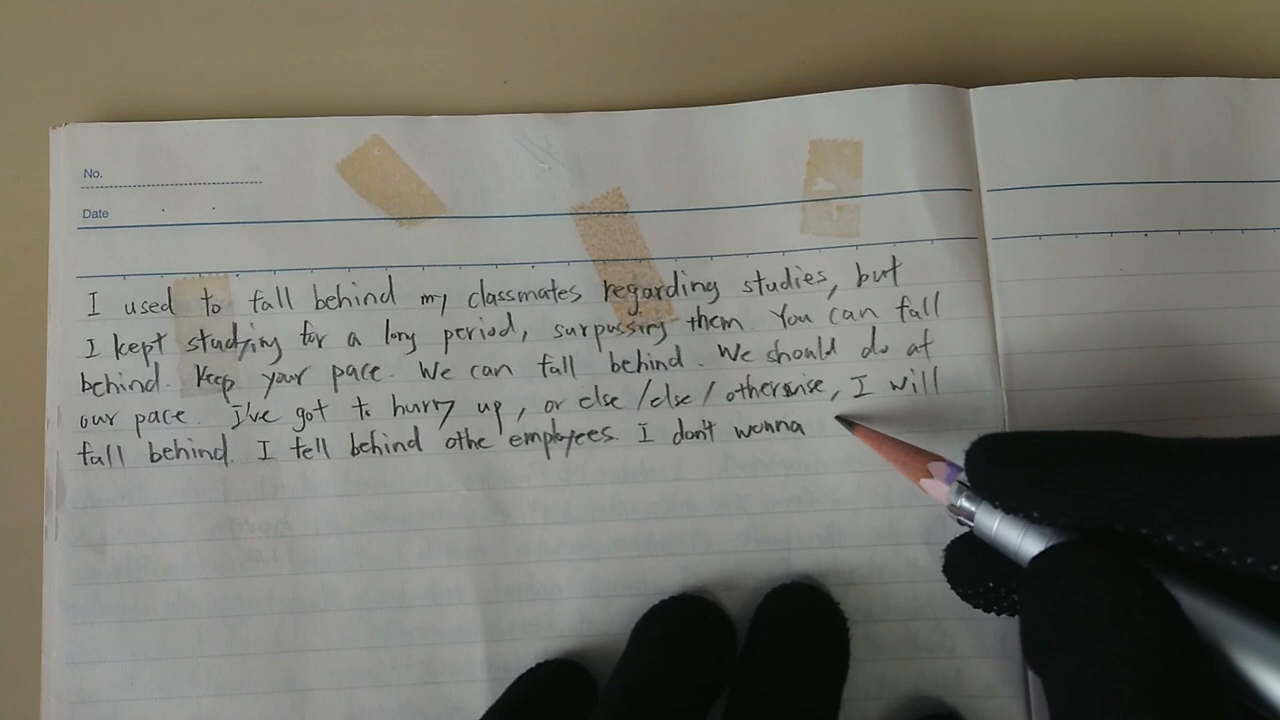 No.
Date
I used to fall behind my classmates regarding studies, but
I kept studying for a long period, surpassing them. You can fall
behind. Keep your pace. We can fall behind. We should do at
our pace. I've got to hurry up, or else /else / otherwise, I will
fall behind. I fell behind othe employees. I don't wonna